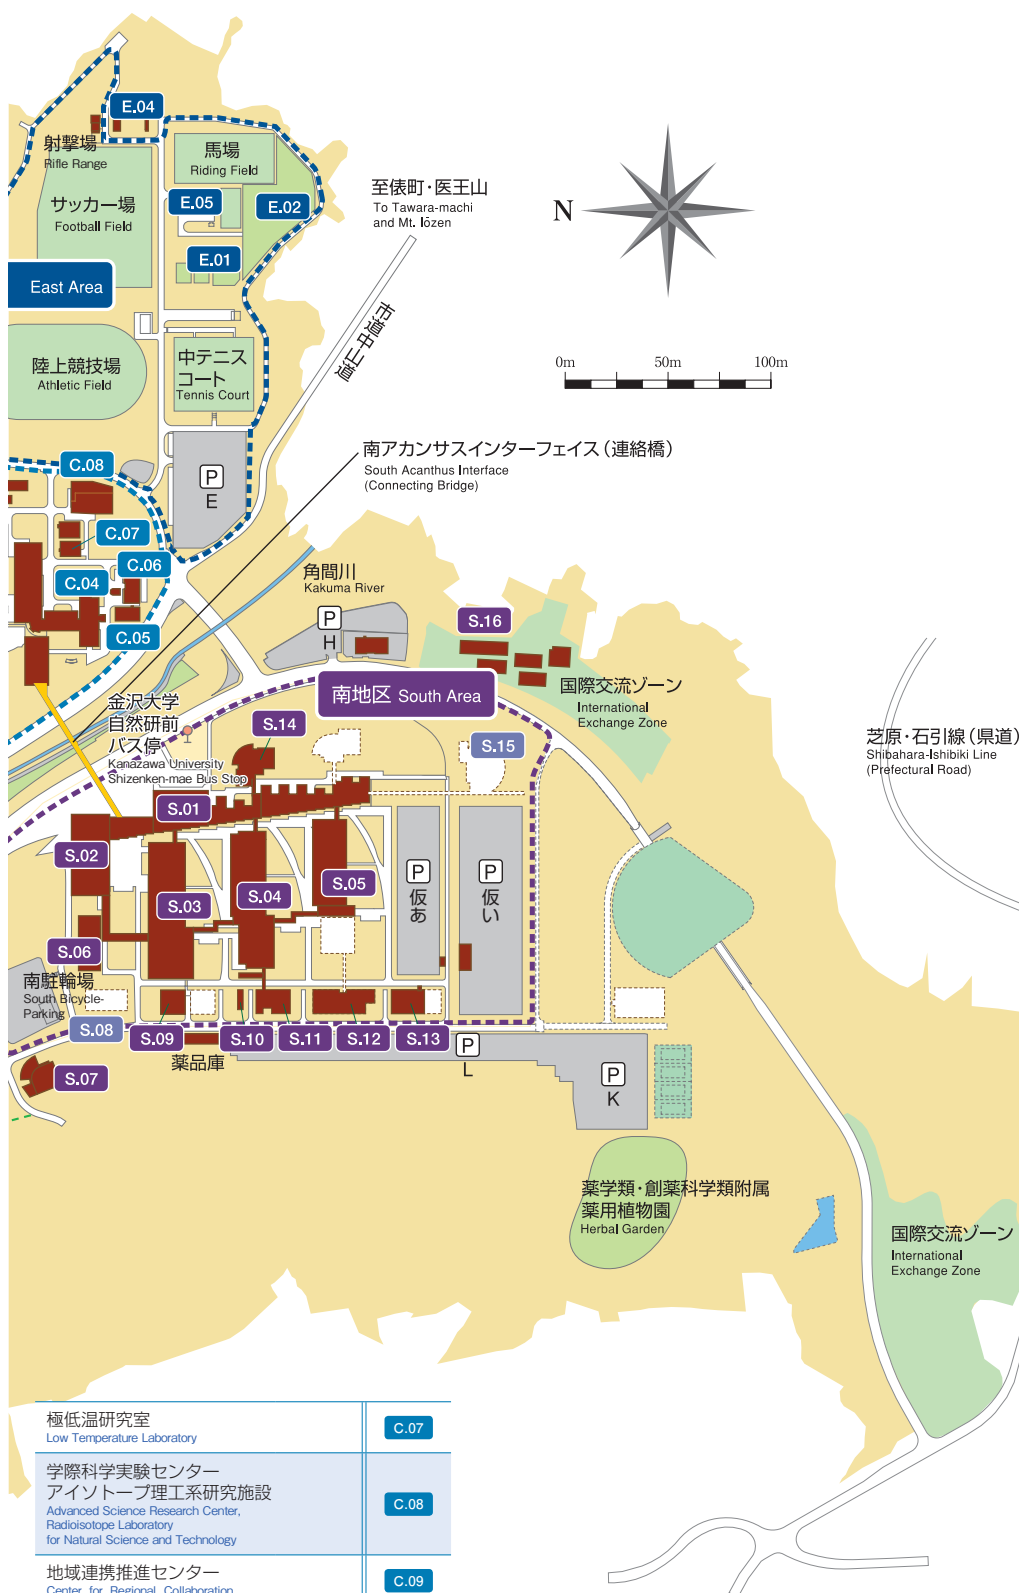 E.04
射撃場
Rifle Range
馬場
Riding Field
サッカー場
Football Field
E.05
E.02
E.01
East Area
至俵町・医王山
To Tawara-machi
and Mt. Iōzen
N
市道中山道
0m 50m 100m
陸上競技場
Athletic Field
中テニス
コート
Tennis Court
南アカンサスインターフェイス（連絡橋）
South Acanthus Interface
(Connecting Bridge)
C.08
P
E
C.07
C.06
C.04
C.05
角間川
Kakuma River
P
H
S.16
南地区 South Area
国際交流ゾーン
International
Exchange Zone
金沢大学
自然研前
バス停
Kanazawa University
Shizenken-mae Bus Stop
S.14
S.15
芝原・石引線（県道）
Shibahara-Ishibiki Line
(Prefectural Road)
S.01
S.02
S.03
S.04
S.05
P
仮あ
P
仮い
S.06
南駐輪場
South Bicycle-
Parking
S.08
S.09
S.10
S.11
S.12
S.13
薬品庫
P
L
S.07
P
K
薬学類・創薬科学類附属
薬用植物園
Herbal Garden
国際交流ゾーン
International
Exchange Zone
極低温研究室
Low Temperature Laboratory
C.07
学際科学実験センター
アイソトープ理工系研究施設
Advanced Science Research Center,
Radioisotope Laboratory
for Natural Science and Technology
C.08
地域連携推進センター
Center for Regional Collaboration
C.09